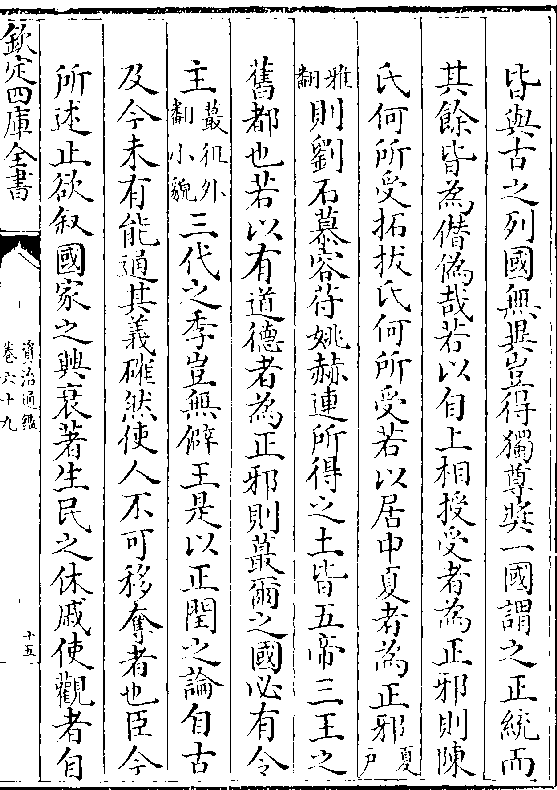 皆與古之列國無異豈得獨尊奨一國謂之正統而
其餘皆為僭偽哉若以自上相授受者為正邪則陳
氏何所受拓拔氏何所受若以居中夏者為正邪夏户
雅翻則劉石慕容苻姚赫連所得之土皆五帝三王之
舊都也若以有道德者為正邪則蕞爾之國必有令
主蕞徂外翻小貌三代之季豈無僻王是以正閏之論自古
及今未有能通其義確然使人不可移奪者也臣今
所述止欲叙國家之興衰著生民之休戚使觀者自
欽定四庫全書
資治通鑑
卷六十九
十五